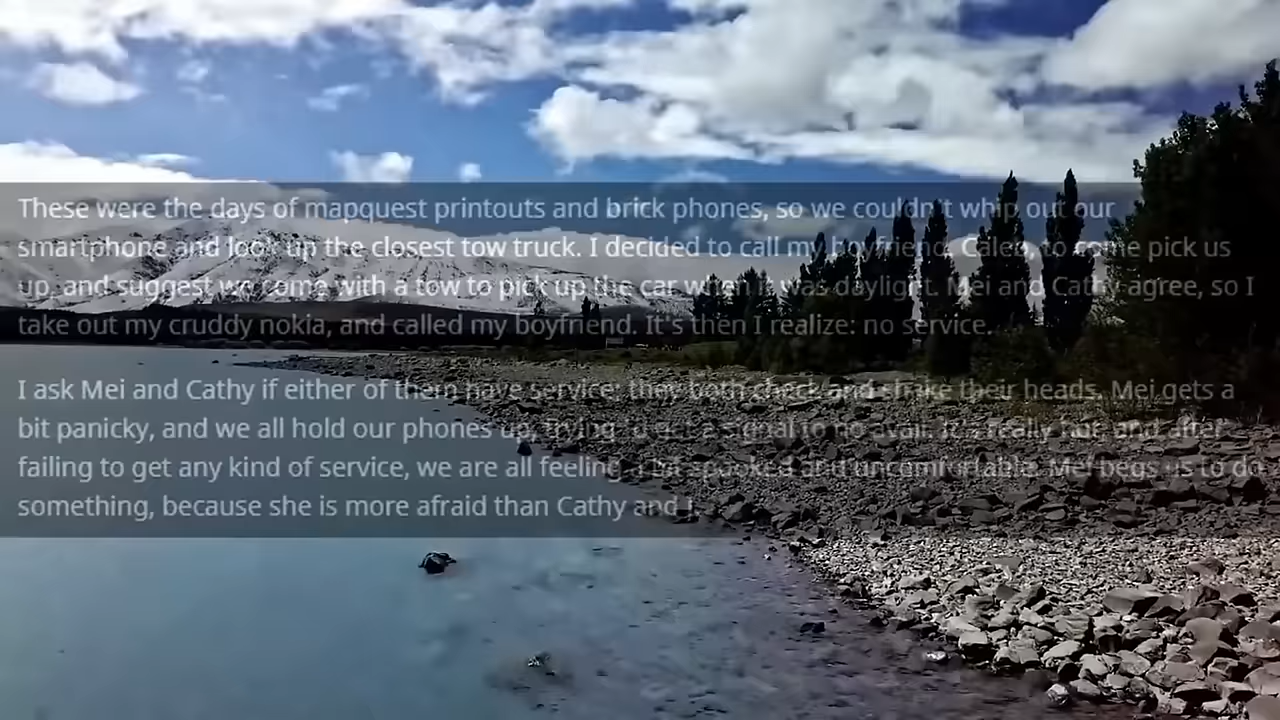 These were the days of mapquest printouts and brick phones, so we couldn't whip out our
smartphone and look up the closest tow truck. I decided to call my boyfriend Calen to come pick us
up, and suggest we come with a tow to pick up the car when its daylight. Mei and Cathy agree, so I
take out my cruddy nokia, and called my boyfriend. It's then I realize: no service.
I ask Mei and Cathy if either of them have service; they both check and shake their heads. Mei gets a
bit panicky, and we all hold our phones up, trying to get a signal to no avail. It's really hot, and after
failing to get any kind of service, we are all feeling a bit spooked and uncomfortable. Mei begs us to do
something, because she is more afraid than Cathy and I.